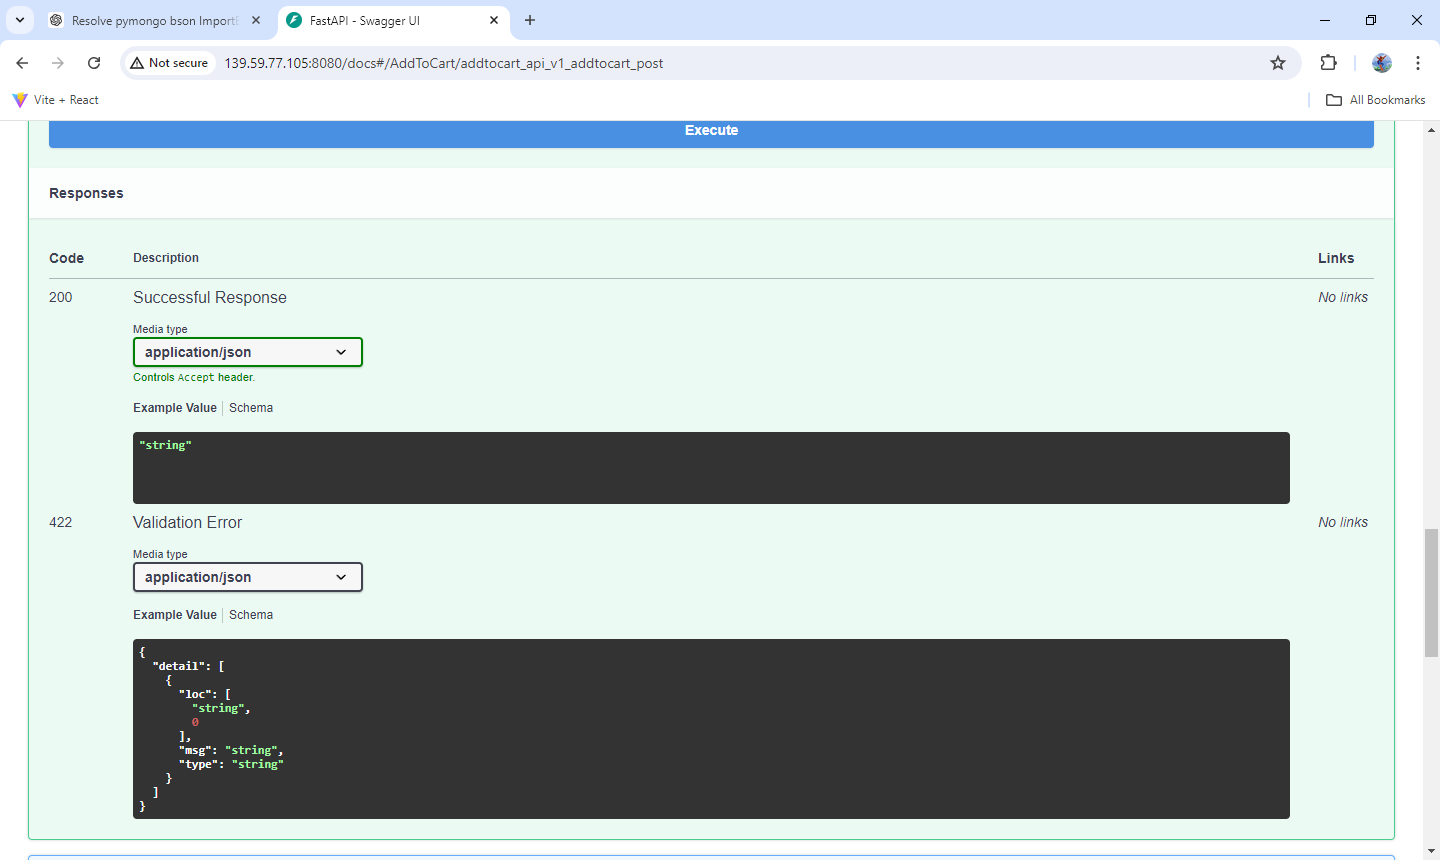 Resolve pymongo bson Import
FastAPI - Swagger UI
Not secure
139.59.77.105:8080/docs#/AddToCart/addtocart_api_v1_addtocart_post
Vite + React
All Bookmarks
Execute
Responses
Code Description Links
200 Successful Response No links
Media type
application/json
Controls Accept header.
Example Value Schema
"string"
422 Validation Error No links
Media type
application/json
Example Value Schema
{
"detail": [
{
"loc": [
"string",
0
],
"msg": "string",
"type": "string"
}
]
}